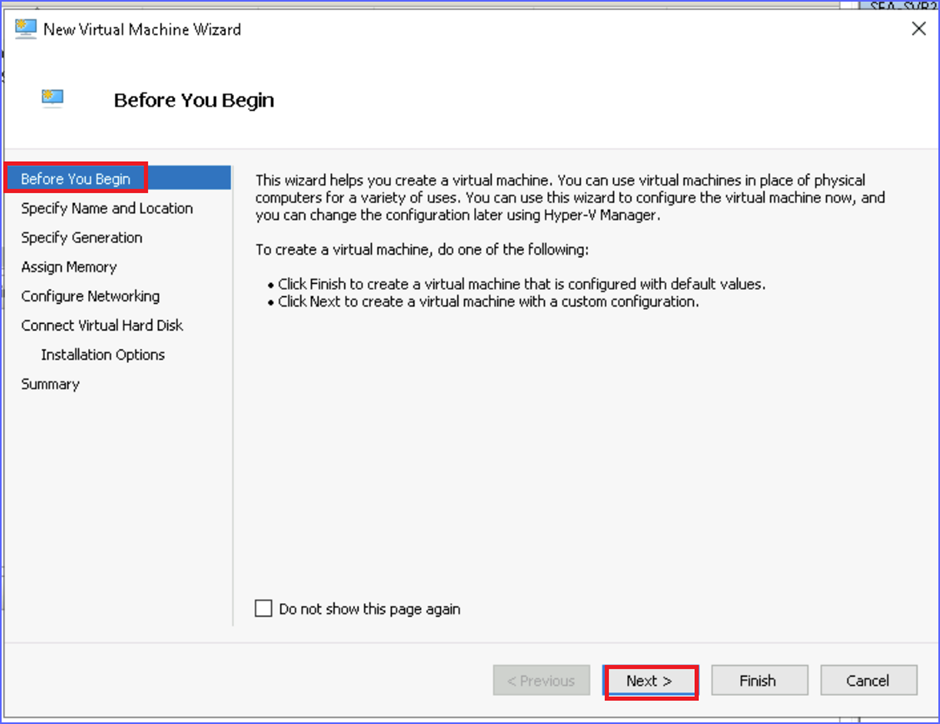 SEA-SVR2
New Virtual Machine Wizard
Before You Begin
Before You Begin
Specify Name and Location
Specify Generation
Assign Memory
Configure Networking
Connect Virtual Hard Disk
Installation Options
Summary
This wizard helps you create a virtual machine. You can use virtual machines in place of physical
computers for a variety of uses. You can use this wizard to configure the virtual machine now, and
you can change the configuration later using Hyper-V Manager.
To create a virtual machine, do one of the following:
• Click Finish to create a virtual machine that is configured with default values.
• Click Next to create a virtual machine with a custom configuration.
Do not show this page again
< Previous
Next >
Finish
Cancel